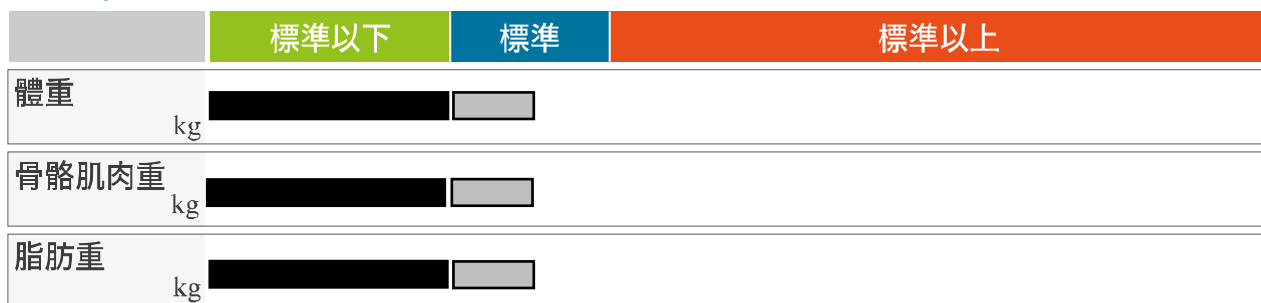 標準以下 標準 標準以上
體重
kg
骨骼肌肉重
kg
脂肪重
kg